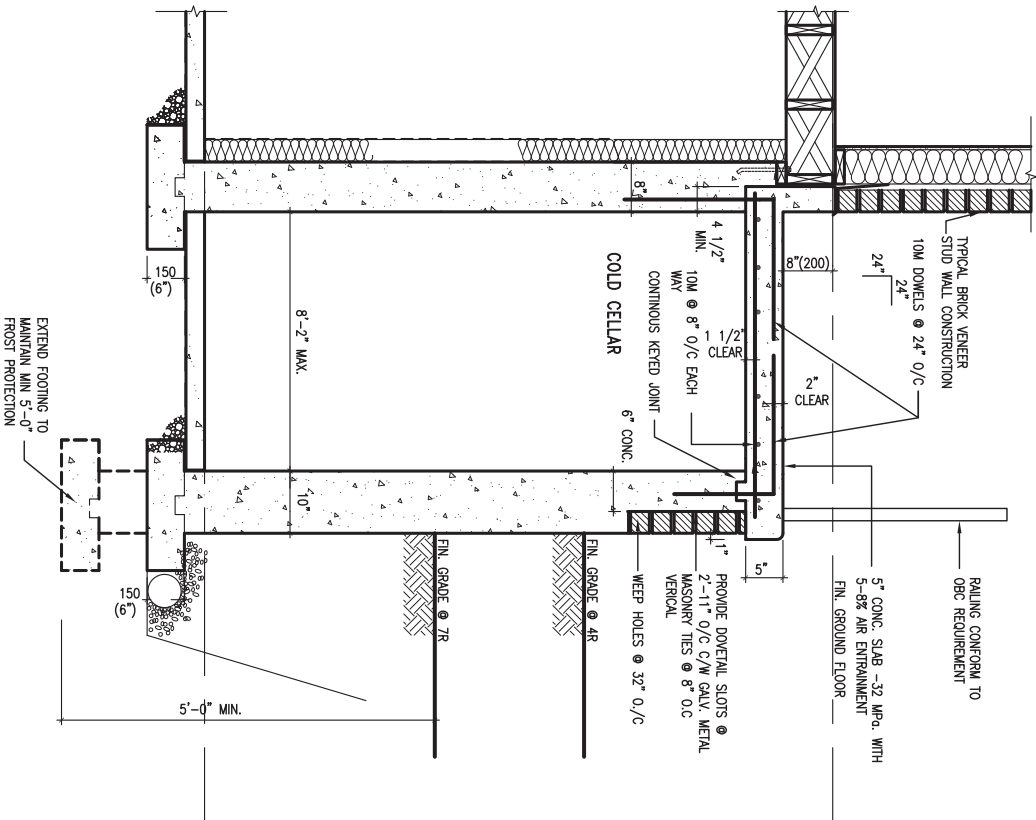 TYPICAL BRICK VENEER
STUD WALL CONSTRUCTION
10M DOWELS @ 24" O/C
24"
24"
8"(200)
8"
4 1/2"
MIN.
10M @ 8" O/C EACH
WAY
CONTINOUS KEYED JOINT
COLD CELLAR
1 1/2"
CLEAR
2"
CLEAR
6" CONC.
8'-2" MAX.
10"
150
(6")
EXTEND FOOTING TO
MAINTAIN MIN 5'-0"
FROST PROTECTION
150
(6")
5'-0" MIN.
FIN. GRADE @ 7R
FIN. GRADE @ 4R
WEEP HOLES @ 32" O./C
PROVIDE DOVETAIL SLOTS @
2'-11" O/C C/W GALV. METAL
MASONRY TIES @ 8" O.C
VERICAL
1"
5"
FIN. GROUND FLOOR
5" CONC. SLAB -32 MPa. WITH
5-8% AIR ENTRAINMENT
RAILING CONFORM TO
OBC REQUIREMENT